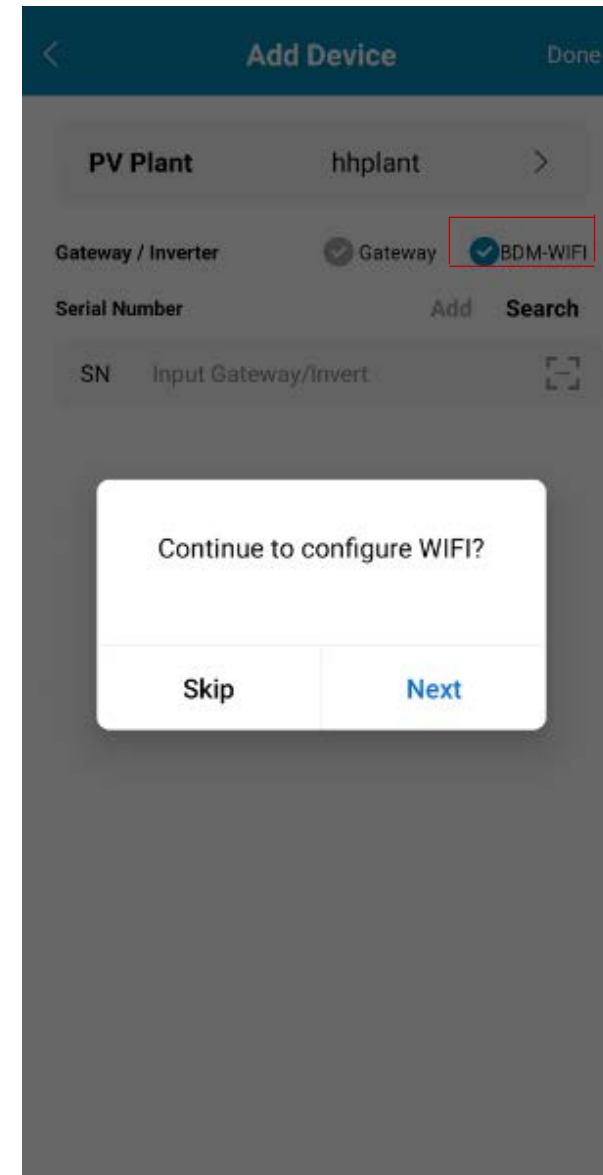 Add Device Done
PV Plant hhplant
Gateway / Inverter Gateway BDM-WIFI
Serial Number Add Search
SN Input Gateway/Invert
Continue to configure WIFI?
Skip Next